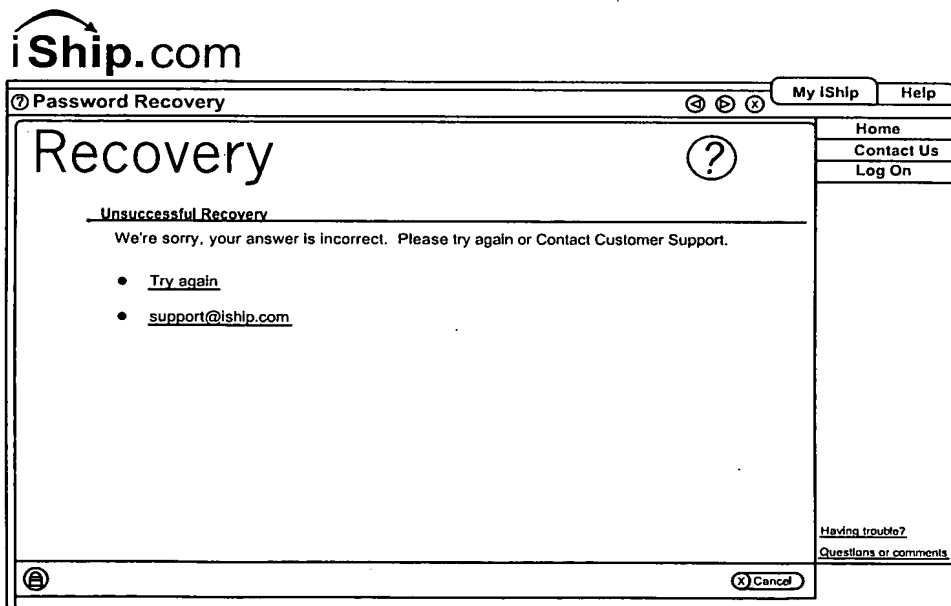 iShip.com
? Password Recovery
X
My iShip
Help
Recovery
?
Home
Contact Us
Log On
Unsuccessful Recovery
We're sorry, your answer is incorrect. Please try again or Contact Customer Support.
• Try again
• support@iship.com
Having trouble?
Questions or comments
X Cancel